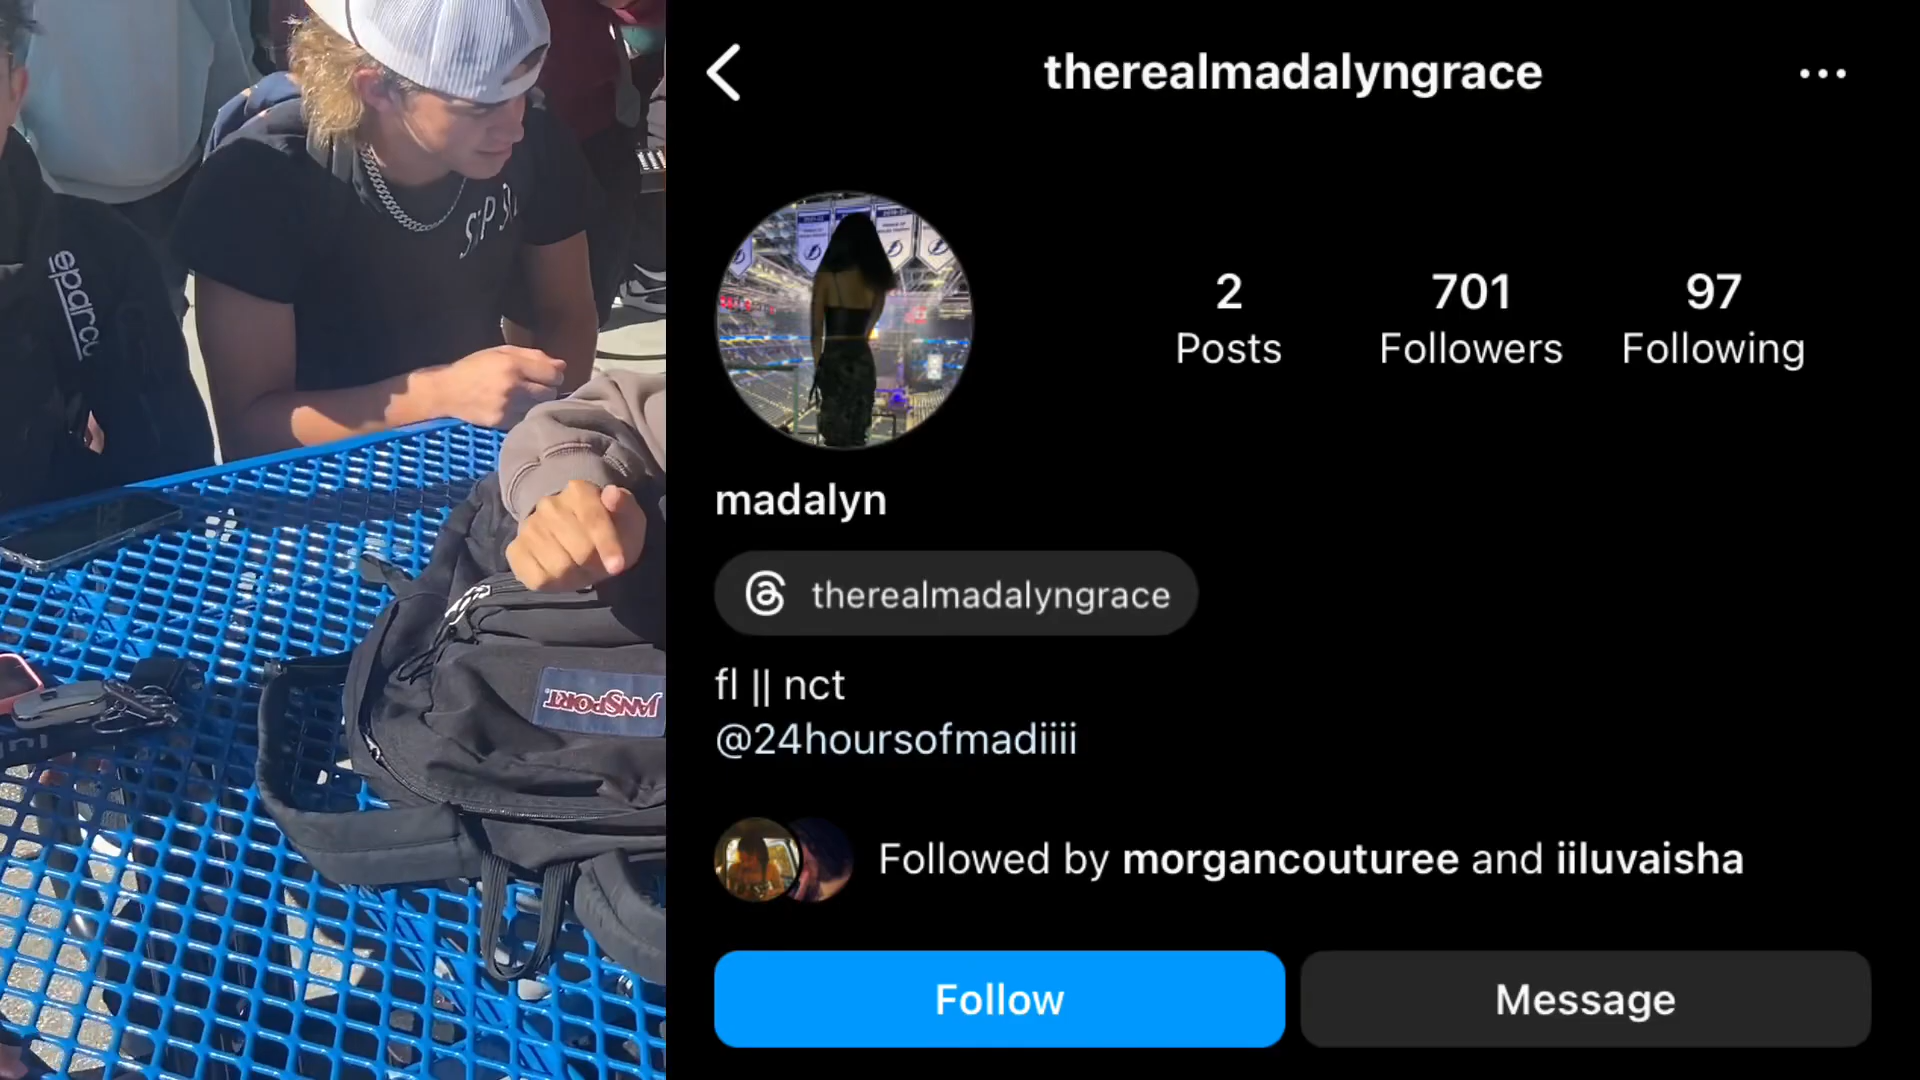 therealmadalyngrace
2
Posts
701
Followers
97
Following
madalyn
therealmadalyngrace
fl || nct
@24hoursofmadiiii
Followed by morgancouturee and iiluvaisha
Follow
Message
sparco
JANSPORT